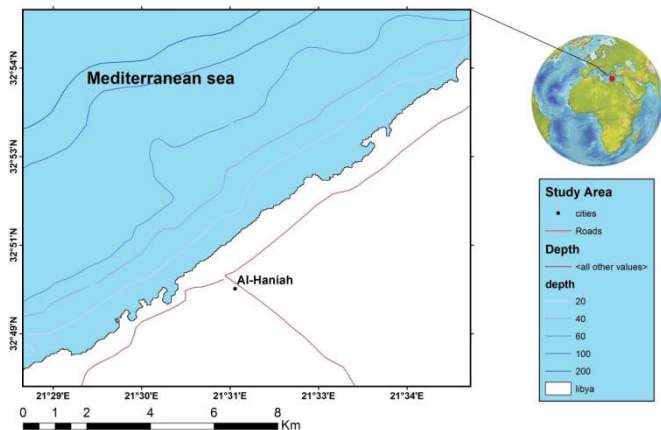 Mediterranean sea
Al-Haniah
32°54'N
32°53'N
32°51'N
32°49'N
21°29'E
21°30'E
21°31'E
21°33'E
21°34'E
0 1 2 4 6 8
Km
Study Area
cities
Roads
Depth
<all other values>
depth
20
40
60
100
200
libya